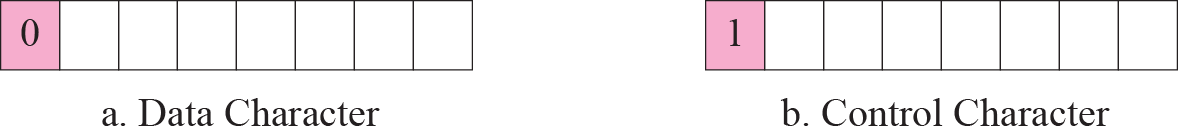 0 1
a. Data Character b. Control Character